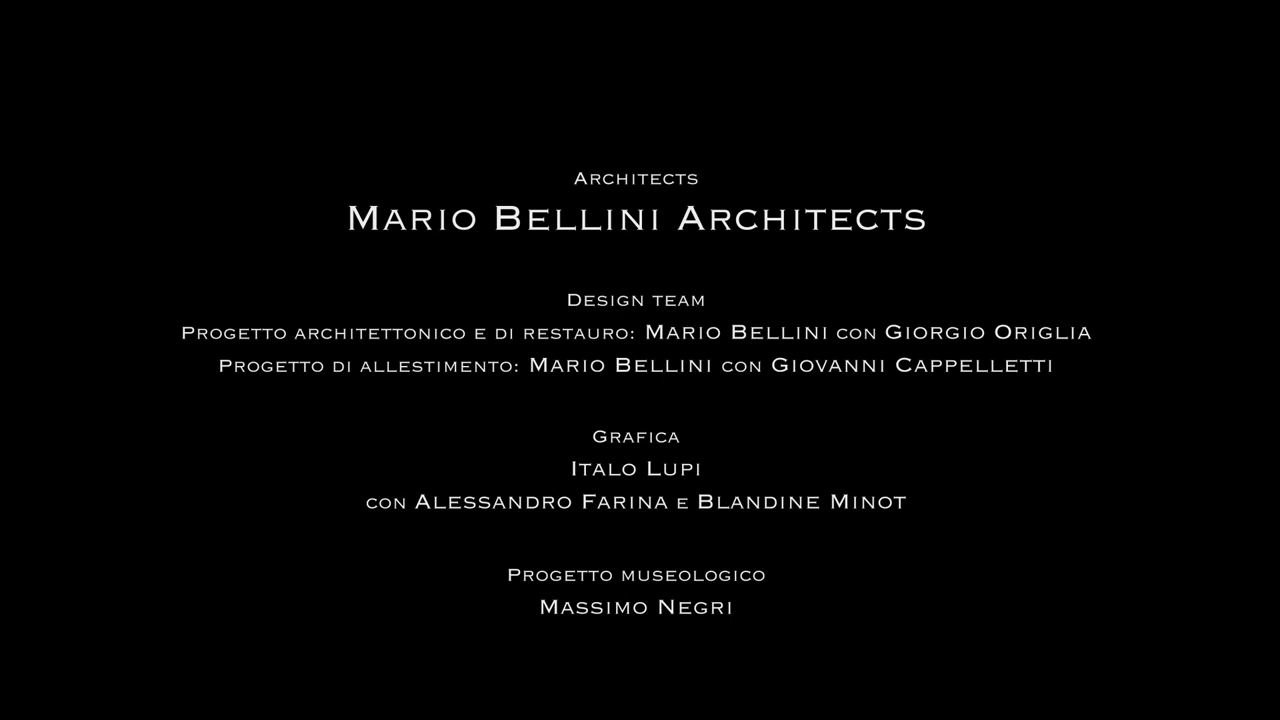 Architects
Mario Bellini Architects
Design team
Progetto architettonico e di restauro: Mario Bellini con Giorgio Origlia
Progetto di allestimento: Mario Bellini con Giovanni Cappelletti
Grafica
Italo Lupi
con Alessandro Farina e Blandine Minot
Progetto museologico
Massimo Negri